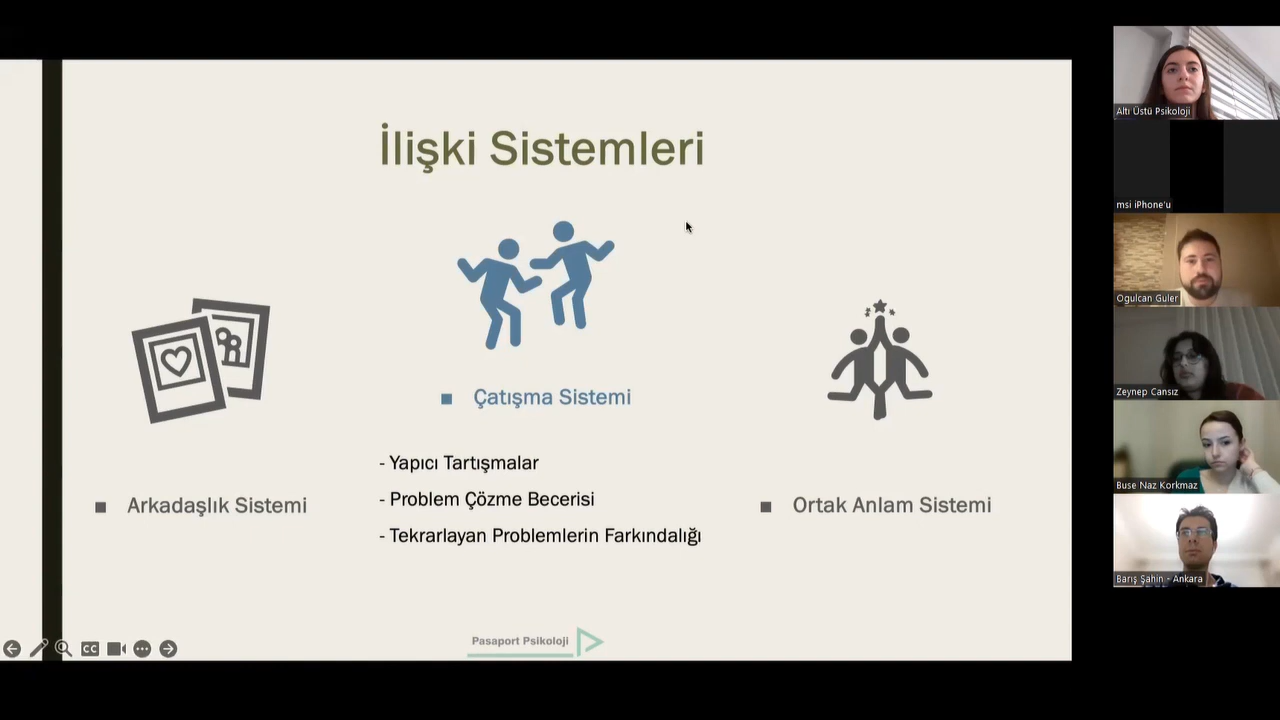 İlişki Sistemleri
Çatışma Sistemi
- Yapıcı Tartışmalar
- Problem Çözme Becerisi
- Tekrarlayan Problemlerin Farkındalığı
Arkadaşlık Sistemi
Ortak Anlam Sistemi
Pasaport Psikoloji
CC
Altı Üstü Psikoloji
msi iPhone'u
Ogulcan Guler
Zeynep Cansız
Buse Naz Korkmaz
Barış Şahin - Ankara